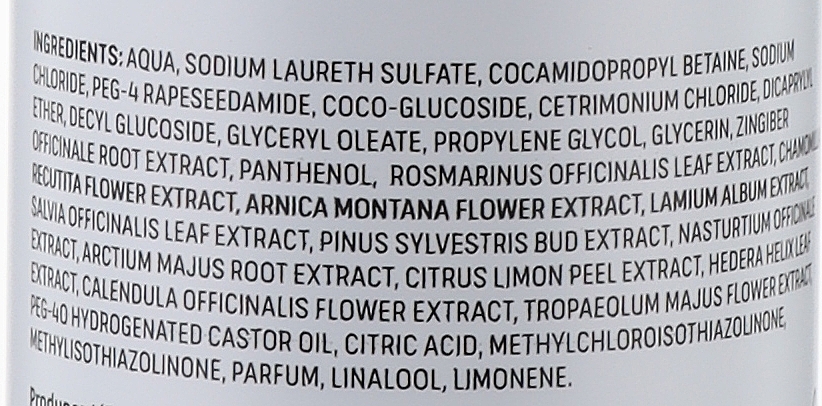 INGREDIENTS: AQUA, SODIUM LAURETH SULFATE, COCAMIDOPROPYL BETAINE, SODIUM
CHLORIDE, PEG-4 RAPESEEDAMIDE, COCO-GLUCOSIDE, CETRIMONIUM CHLORIDE, DICAPRYLYL
ETHER, DECYL GLUCOSIDE, GLYCERYL OLEATE, PROPYLENE GLYCOL, GLYCERIN, ZINGIBER
OFFICINALE ROOT EXTRACT, PANTHENOL, ROSMARINUS OFFICINALIS LEAF EXTRACT, CHAMOMILLA
RECUTITA FLOWER EXTRACT, ARNICA MONTANA FLOWER EXTRACT, LAMIUM ALBUM EXTRACT,
SALVIA OFFICINALIS LEAF EXTRACT, PINUS SYLVESTRIS BUD EXTRACT, NASTURTIUM OFFICINALE
EXTRACT, ARCTIUM MAJUS ROOT EXTRACT, CITRUS LIMON PEEL EXTRACT, HEDERA HELIX LEAF
EXTRACT, CALENDULA OFFICINALIS FLOWER EXTRACT, TROPAEOLUM MAJUS FLOWER EXTRACT,
PEG-40 HYDROGENATED CASTOR OIL, CITRIC ACID, METHYLCHLOROISOTHIAZOLINONE,
METHYLISOTHIAZOLINONE, PARFUM, LINALOOL, LIMONENE.